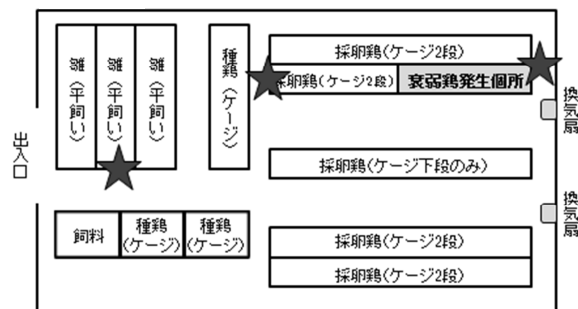 雛(平飼い)
雛(平飼い)
雛(平飼い)
種鶏(ケージ)
採卵鶏(ケージ2段)
採卵鶏(ケージ2段)
衰弱鶏発生個所
換気扇
出入口
採卵鶏(ケージ下段のみ)
換気扇
飼料
種鶏
(ケージ)
種鶏
(ケージ)
採卵鶏(ケージ2段)
採卵鶏(ケージ2段)